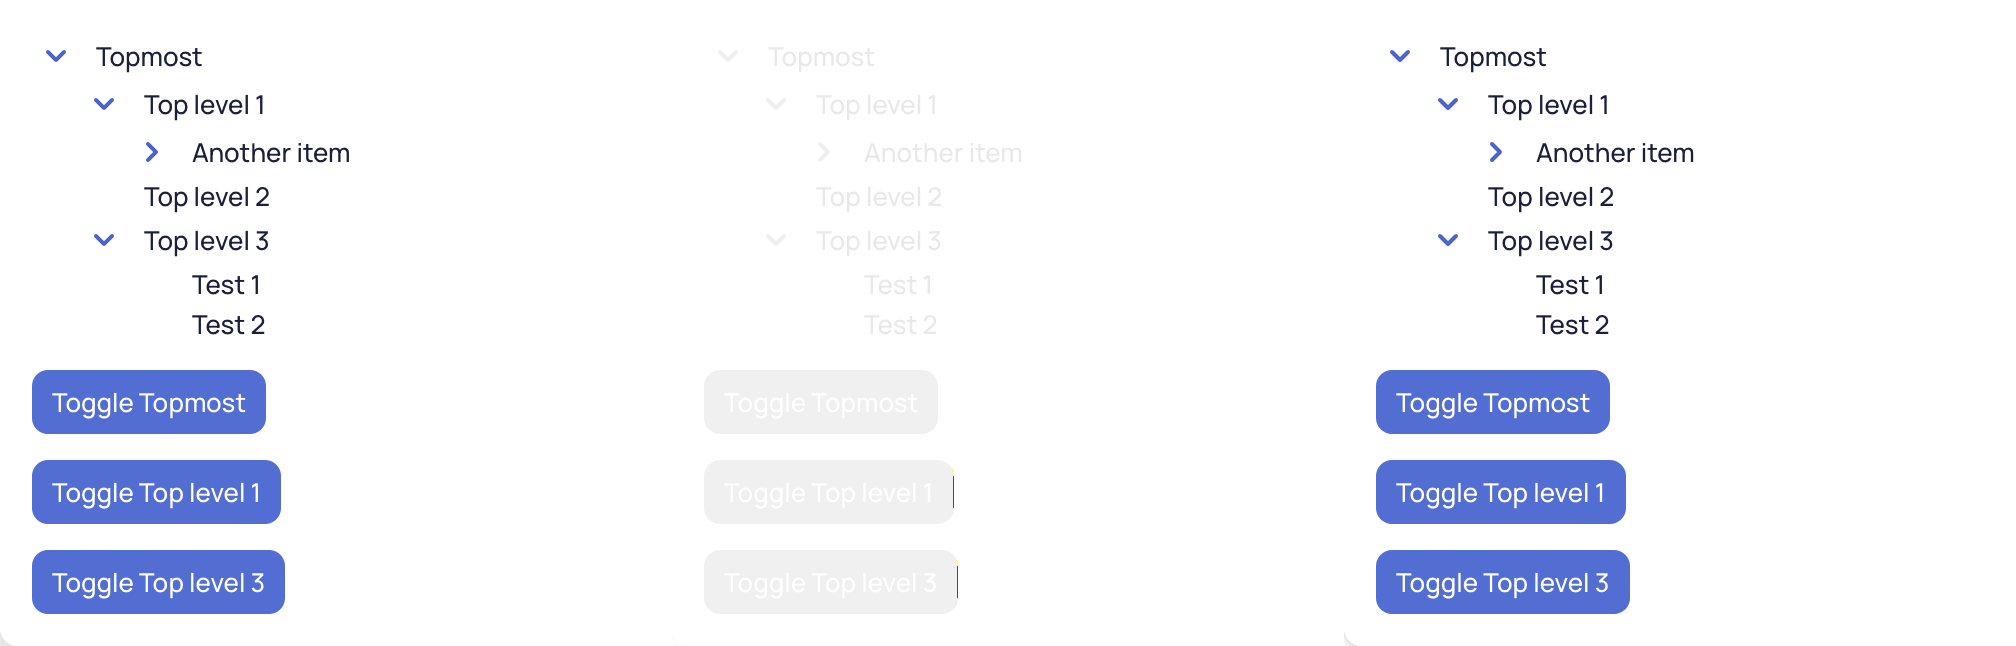 Topmost
Top level 1
Another item
Top level 2
Top level 3
Test 1
Test 2
Toggle Topmost
Toggle Top level 1
Toggle Top level 3
Topmost
Top level 1
Another item
Top level 2
Top level 3
Test 1
Test 2
Toggle Topmost
Toggle Top level 1
Toggle Top level 3
Topmost
Top level 1
Another item
Top level 2
Top level 3
Test 1
Test 2
Toggle Topmost
Toggle Top level 1
Toggle Top level 3